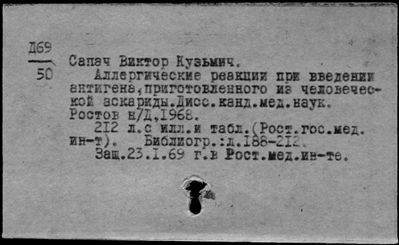 Д69
50
Сапач Виктор Кузьмич.
Аллергические реакции при введении
антигена,приготовленного из человечес-
кой аскариды.Дисс.канд.мед.наук.
Ростов н/Д,1968.
212 л.с илл.и табл.(Рост.гос.мед.
ин-т). Библиогр.:л.188-212.
Защ.23.I.69 г.в Рост.мед.ин-те.